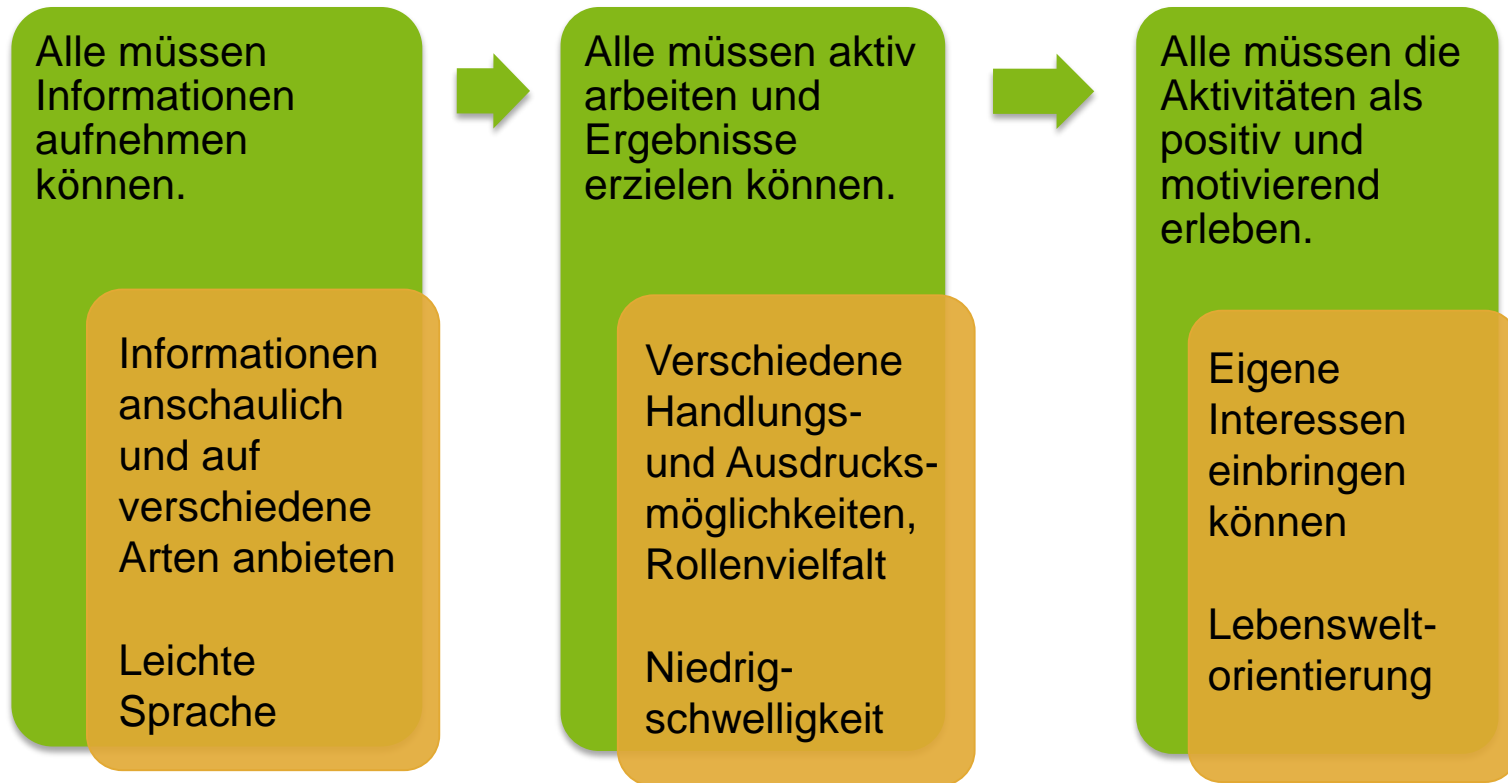 Alle müssen
Informationen
aufnehmen
können.
Informationen
anschaulich
und auf
verschiedene
Arten anbieten
Leichte
Sprache
Alle müssen aktiv
arbeiten und
Ergebnisse
erzielen können.
Verschiedene
Handlungs-
und Ausdrucks-
möglichkeiten,
Rollenvielfalt
Niedrig-
schwelligkeit
Alle müssen die
Aktivitäten als
positiv und
motivierend
erleben.
Eigene
Interessen
einbringen
können
Lebenswelt-
orientierung